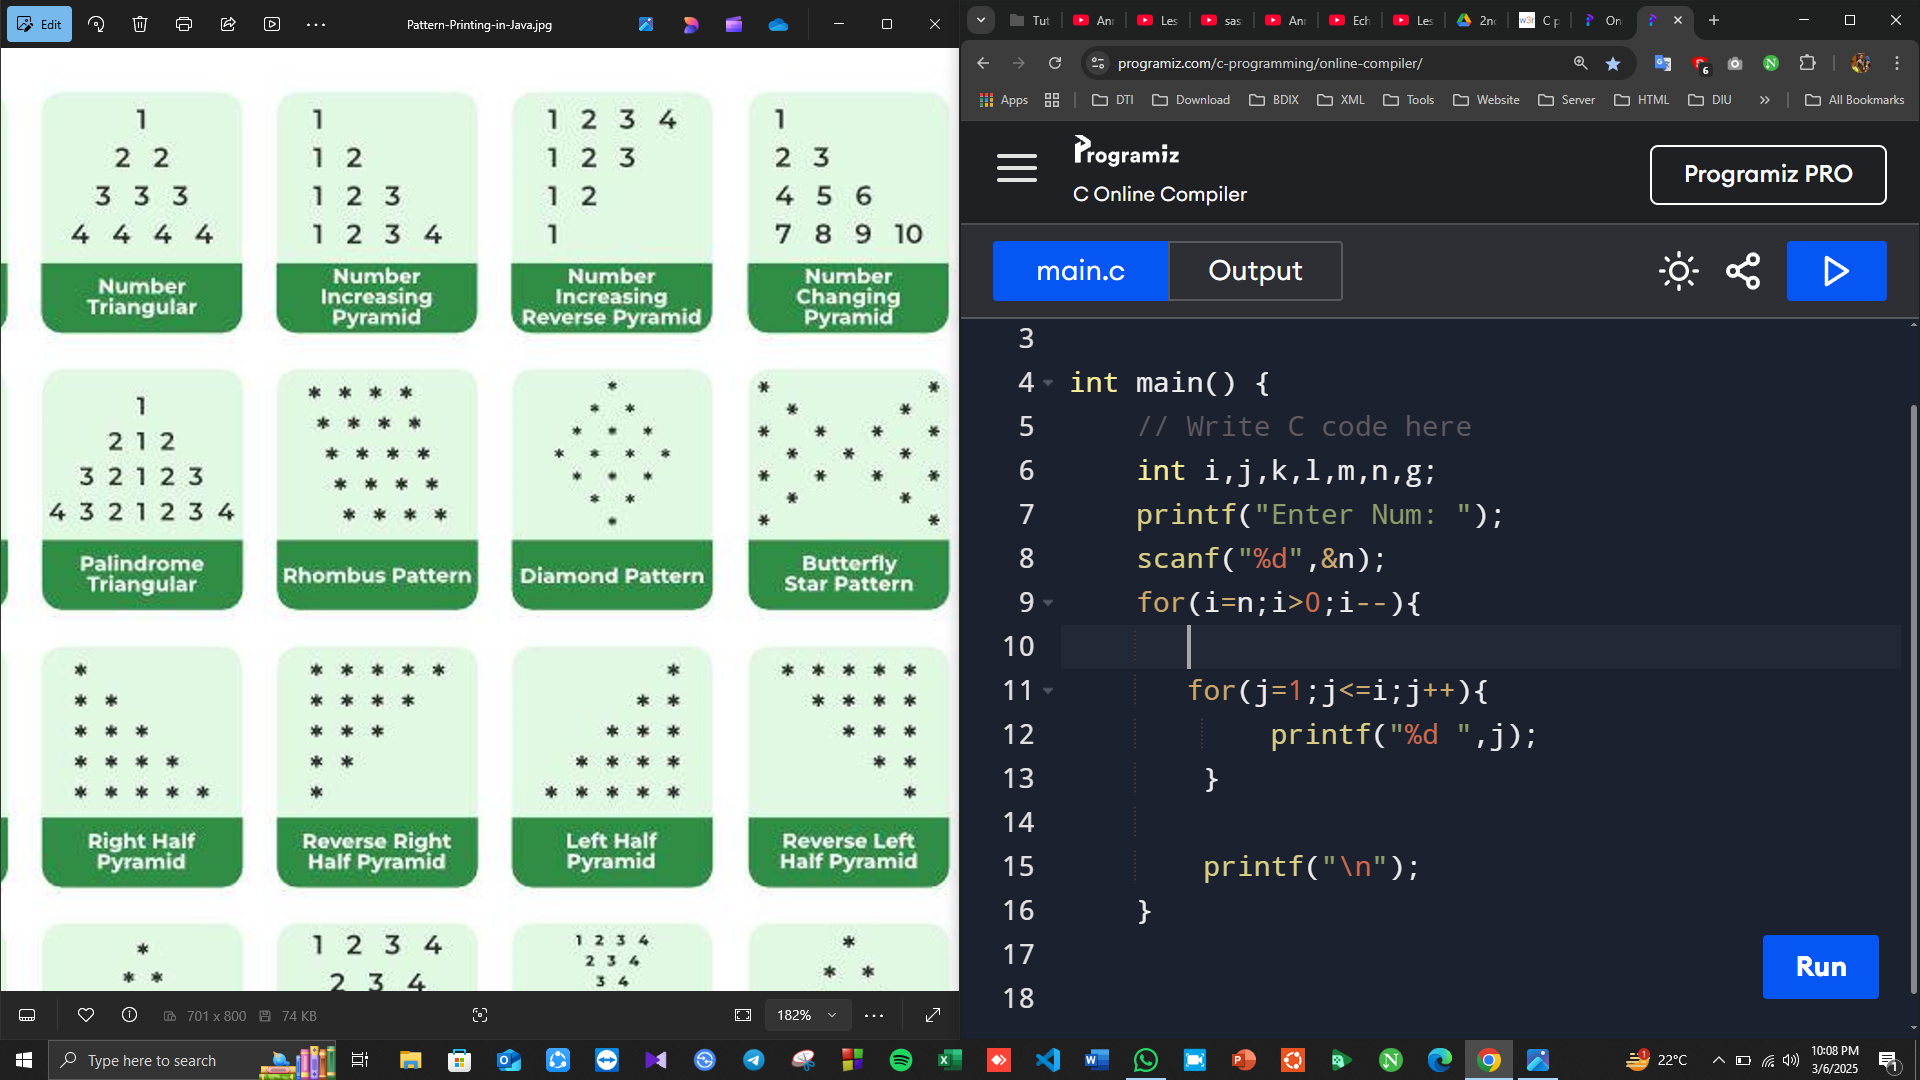 Edit
Pattern-Printing-in-Java.jpg
1
2 2
3 3 3
4 4 4 4
Number
Triangular
1
1 2
1 2 3
1 2 3 4
Number
Increasing
Pyramid
1 2 3 4
1 2 3
1 2
1
Number
Increasing
Reverse Pyramid
1
2 3
4 5 6
7 8 9 10
Number
Changing
Pyramid
1
2 1 2
3 2 1 2 3
4 3 2 1 2 3 4
Palindrome
Triangular
* * * *
* * * *
* * * *
* * * *
* * * *
Rhombus Pattern
*
* *
* * *
* * * *
* * *
* *
*
Diamond Pattern
* *
* *
* * * *
* * * *
* * * *
* *
* *
Butterfly
Star Pattern
*
* *
* * *
* * * *
* * * * *
Right Half
Pyramid
* * * * *
* * * *
* * *
* *
*
Reverse Right
Half Pyramid
*
* *
* * *
* * * *
* * * * *
Left Half
Pyramid
* * * * *
* * * *
* * *
* *
*
Reverse Left
Half Pyramid
*
* *
1 2 3 4
2 3 4
1 2 3 4
2 3 4
3 4
*
* *
701 x 800 74 KB
182%
Tut Anr Les sas Anr Ech Les 2nd w3r C p On
programiz.com/c-programming/online-compiler/
6
Apps DTI Download BDIX XML Tools Website Server HTML DIU » All Bookmarks
Programiz
C Online Compiler
Programiz PRO
main.c Output
3
4 int main() {
5 // Write C code here
6 int i,j,k,l,m,n,g;
7 printf("Enter Num: ");
8 scanf("%d",&n);
9 for(i=n;i>0;i--){
10
11 for(j=1;j<=i;j++){
12 printf("%d ",j);
13 }
14
15 printf("\n");
16 }
17
18
Run
Type here to search
22°C
10:08 PM
3/6/2025
1